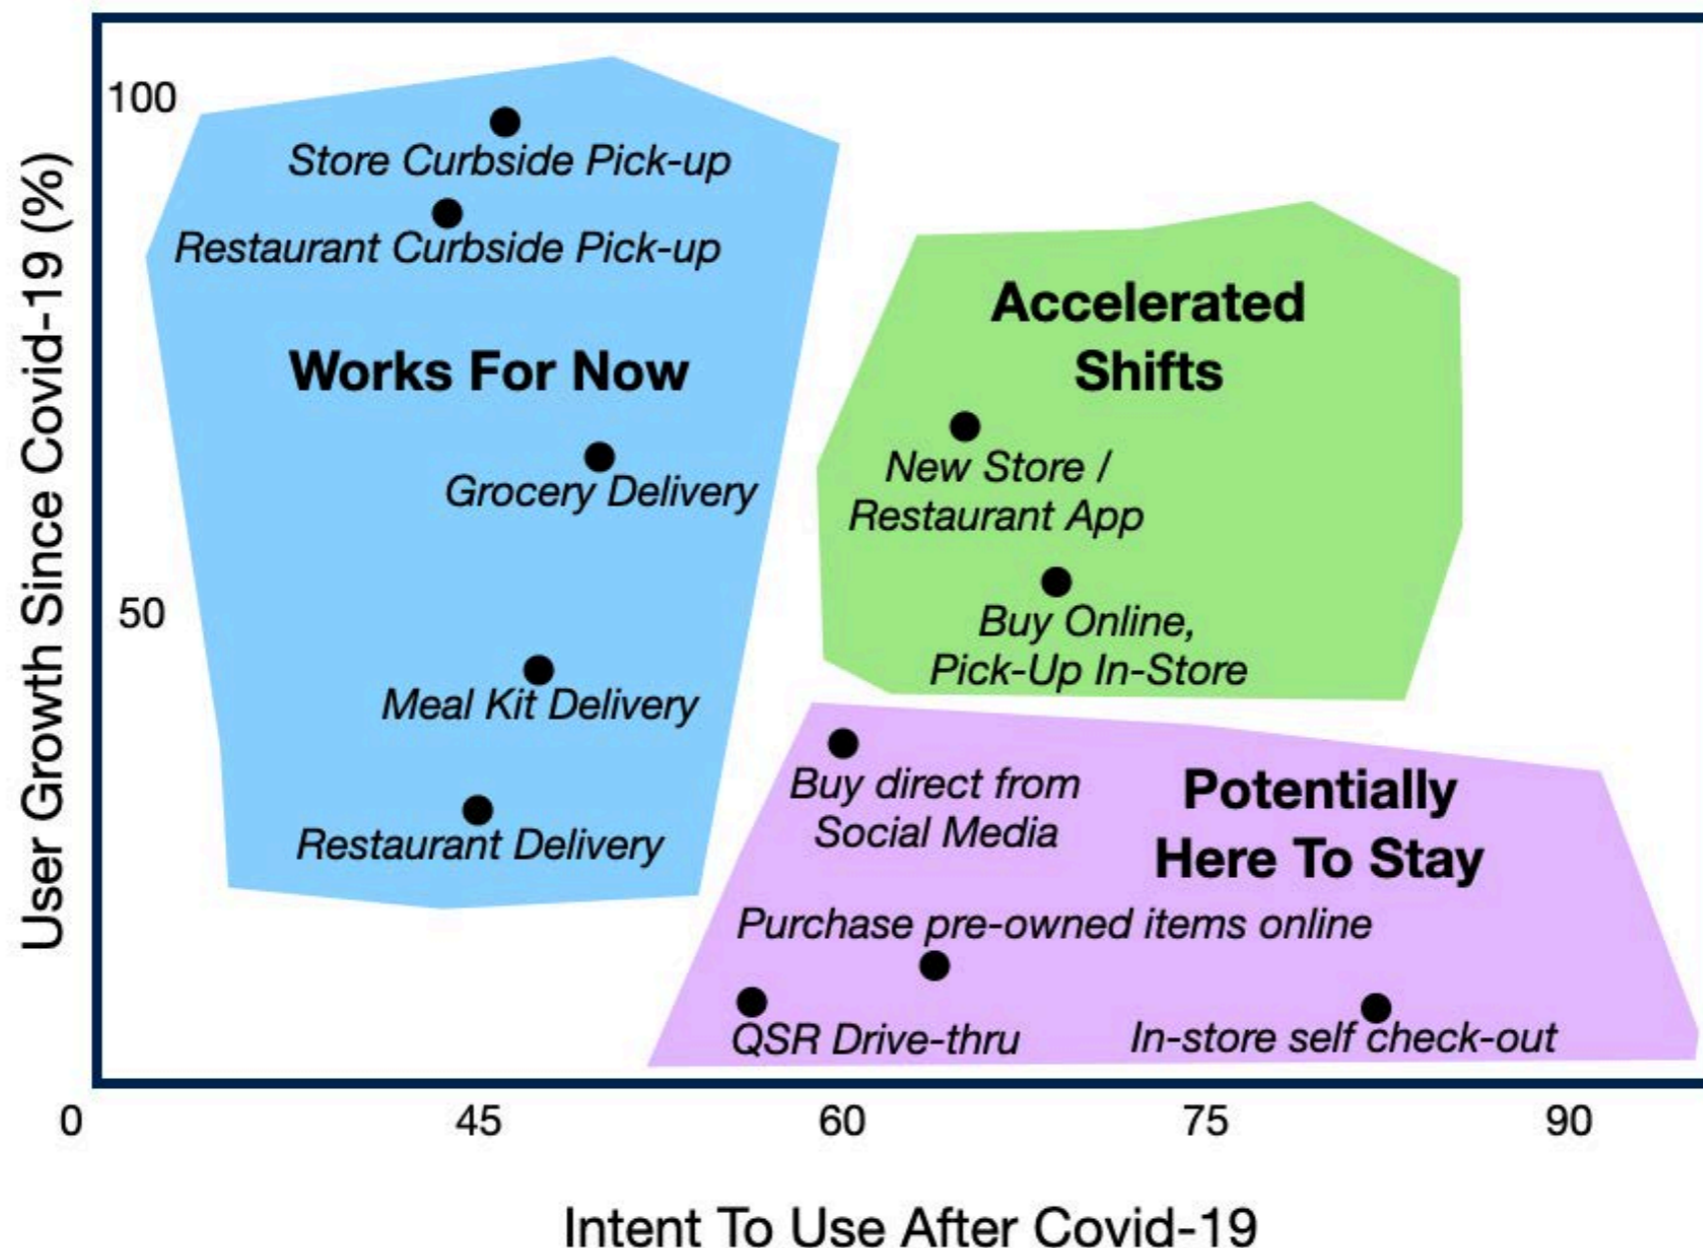 User Growth Since Covid-19 (%)
100
50
Store Curbside Pick-up
Restaurant Curbside Pick-up
Works For Now
Grocery Delivery
Meal Kit Delivery
Restaurant Delivery
Accelerated
Shifts
New Store /
Restaurant App
Buy Online,
Pick-Up In-Store
Buy direct from
Social Media
Potentially
Here To Stay
Purchase pre-owned items online
QSR Drive-thru
In-store self check-out
0 45 60 75 90
Intent To Use After Covid-19